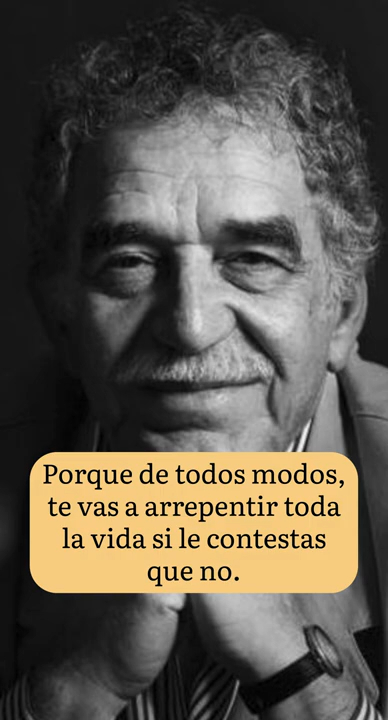 Porque de todos modos,
te vas a arrepentir toda
la vida si le contestas
que no.